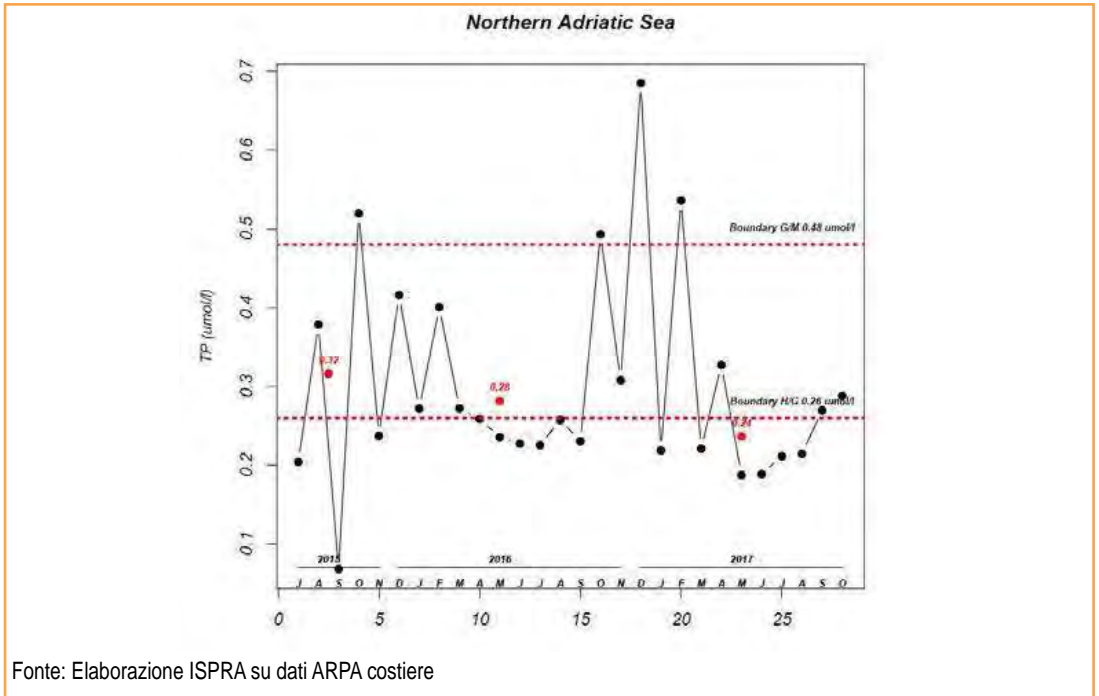 Northern Adriatic Sea
0.7
0.6
0.5
0.4
0.3
0.2
0.1
TP (umol/l)
Boundary G/M 0.48 umol/l
Boundary H/G 0.26 umol/l
0.32
0,28
0.24
2015 2016 2017
J A S O N D J F M A M J J A S O N D J F M A M J J A S O
0 5 10 15 20 25
Fonte: Elaborazione ISPRA su dati ARPA costiere